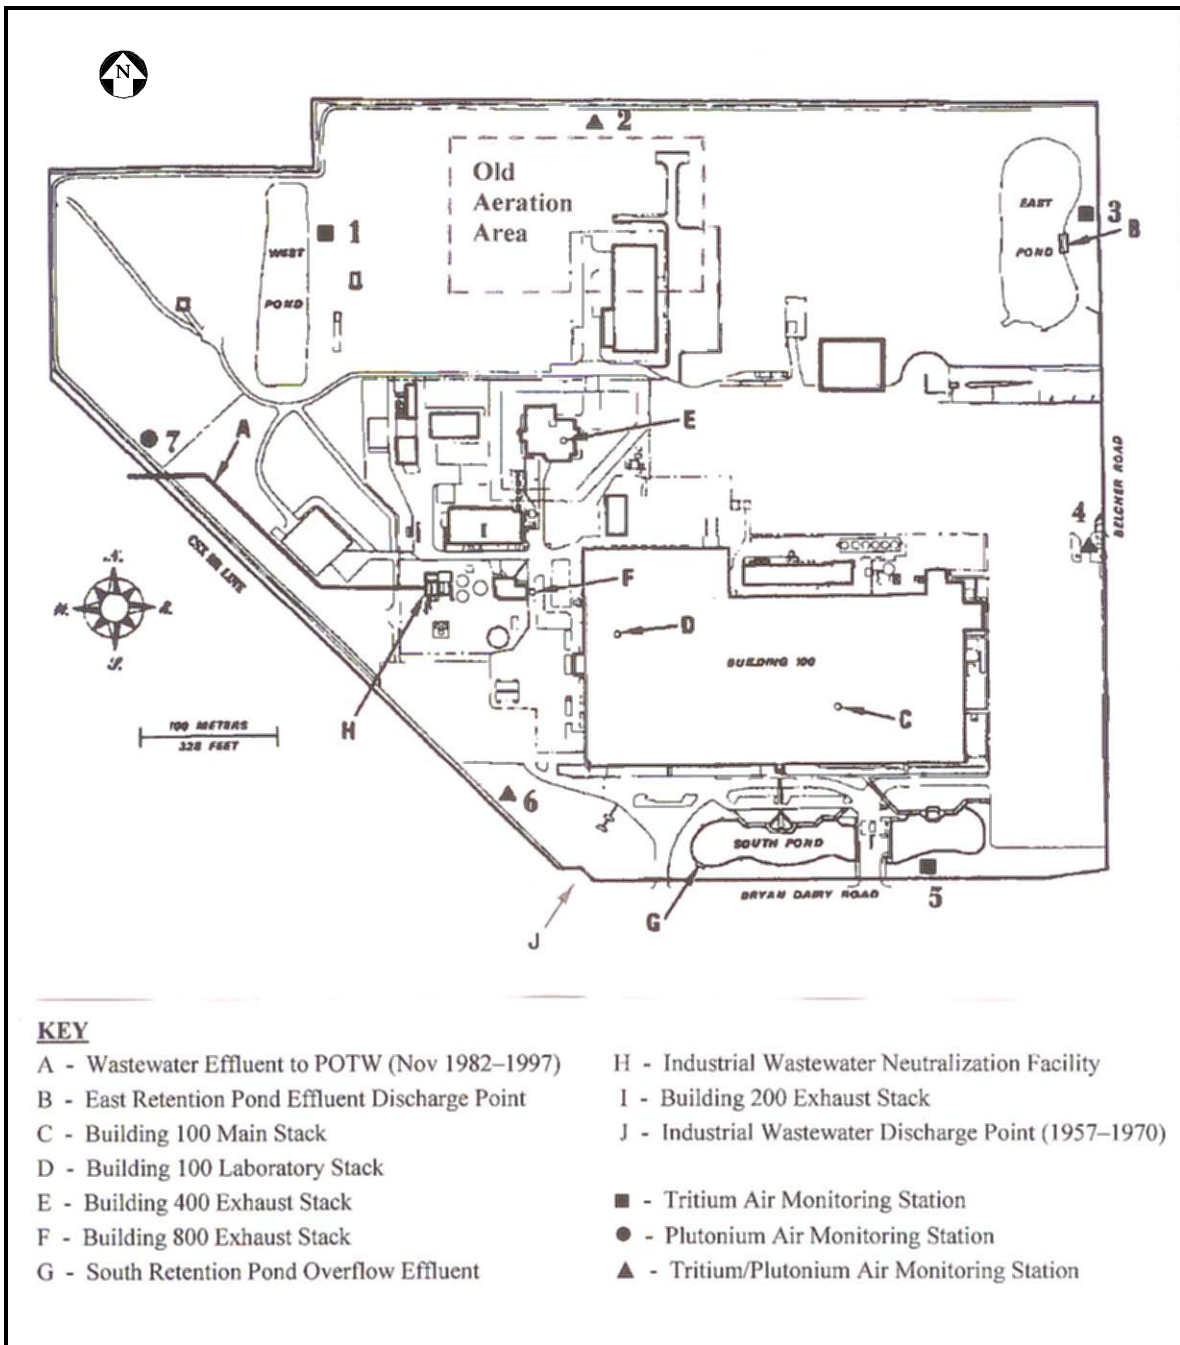 N
2
Old
Aeration
Area
1
WEST
POND
EAST
POND
3
B
E
7
A
BELCHER ROAD
4
I
CSX RR LINE
N.
W.
E.
S.
F
D
BUILDING 100
C
H
100 METERS
328 FEET
6
SOUTH POND
BRYAN DAIRY ROAD
5
G
J
KEY
A - Wastewater Effluent to POTW (Nov 1982–1997)
B - East Retention Pond Effluent Discharge Point
C - Building 100 Main Stack
D - Building 100 Laboratory Stack
E - Building 400 Exhaust Stack
F - Building 800 Exhaust Stack
G - South Retention Pond Overflow Effluent
H - Industrial Wastewater Neutralization Facility
I - Building 200 Exhaust Stack
J - Industrial Wastewater Discharge Point (1957–1970)
■ - Tritium Air Monitoring Station
● - Plutonium Air Monitoring Station
▲ - Tritium/Plutonium Air Monitoring Station